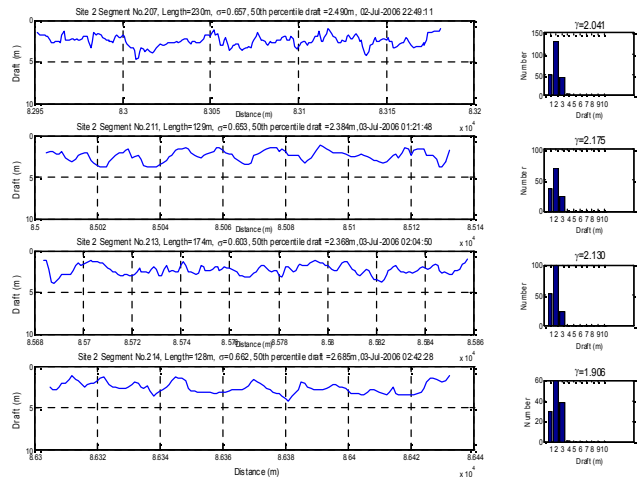 Site 2 Segment No.207, Length=230m, σ=0.657, 50th percentile draft =2.490m, 02-Jul-2006 22:49:11
0
5
10
Draft (m)
8.295 8.3 8.305 8.31 8.315 8.32
Distance (m)
x 10⁴
γ=2.041
150
100
50
0
Number
1 2 3 4 5 6 7 8 9 10
Draft (m)
Site 2 Segment No.211, Length=129m, σ=0.653, 50th percentile draft =2.384m, 03-Jul-2006 01:21:48
0
5
10
Draft (m)
8.5 8.502 8.504 8.506 8.508 8.51 8.512 8.514
Distance (m)
x 10⁴
γ=2.175
100
50
0
Number
1 2 3 4 5 6 7 8 9 10
Draft (m)
Site 2 Segment No.213, Length=174m, σ=0.603, 50th percentile draft =2.368m, 03-Jul-2006 02:04:50
0
5
10
Draft (m)
8.568 8.57 8.572 8.574 8.576 8.578 8.58 8.582 8.584 8.586
Distance (m)
x 10⁴
γ=2.130
100
50
0
Number
1 2 3 4 5 6 7 8 9 10
Draft (m)
Site 2 Segment No.214, Length=128m, σ=0.662, 50th percentile draft =2.685m, 03-Jul-2006 02:42:28
0
5
10
Draft (m)
8.63 8.632 8.634 8.636 8.638 8.64 8.642 8.644
Distance (m)
x 10⁴
γ=1.906
60
40
20
0
Number
1 2 3 4 5 6 7 8 9 10
Draft (m)